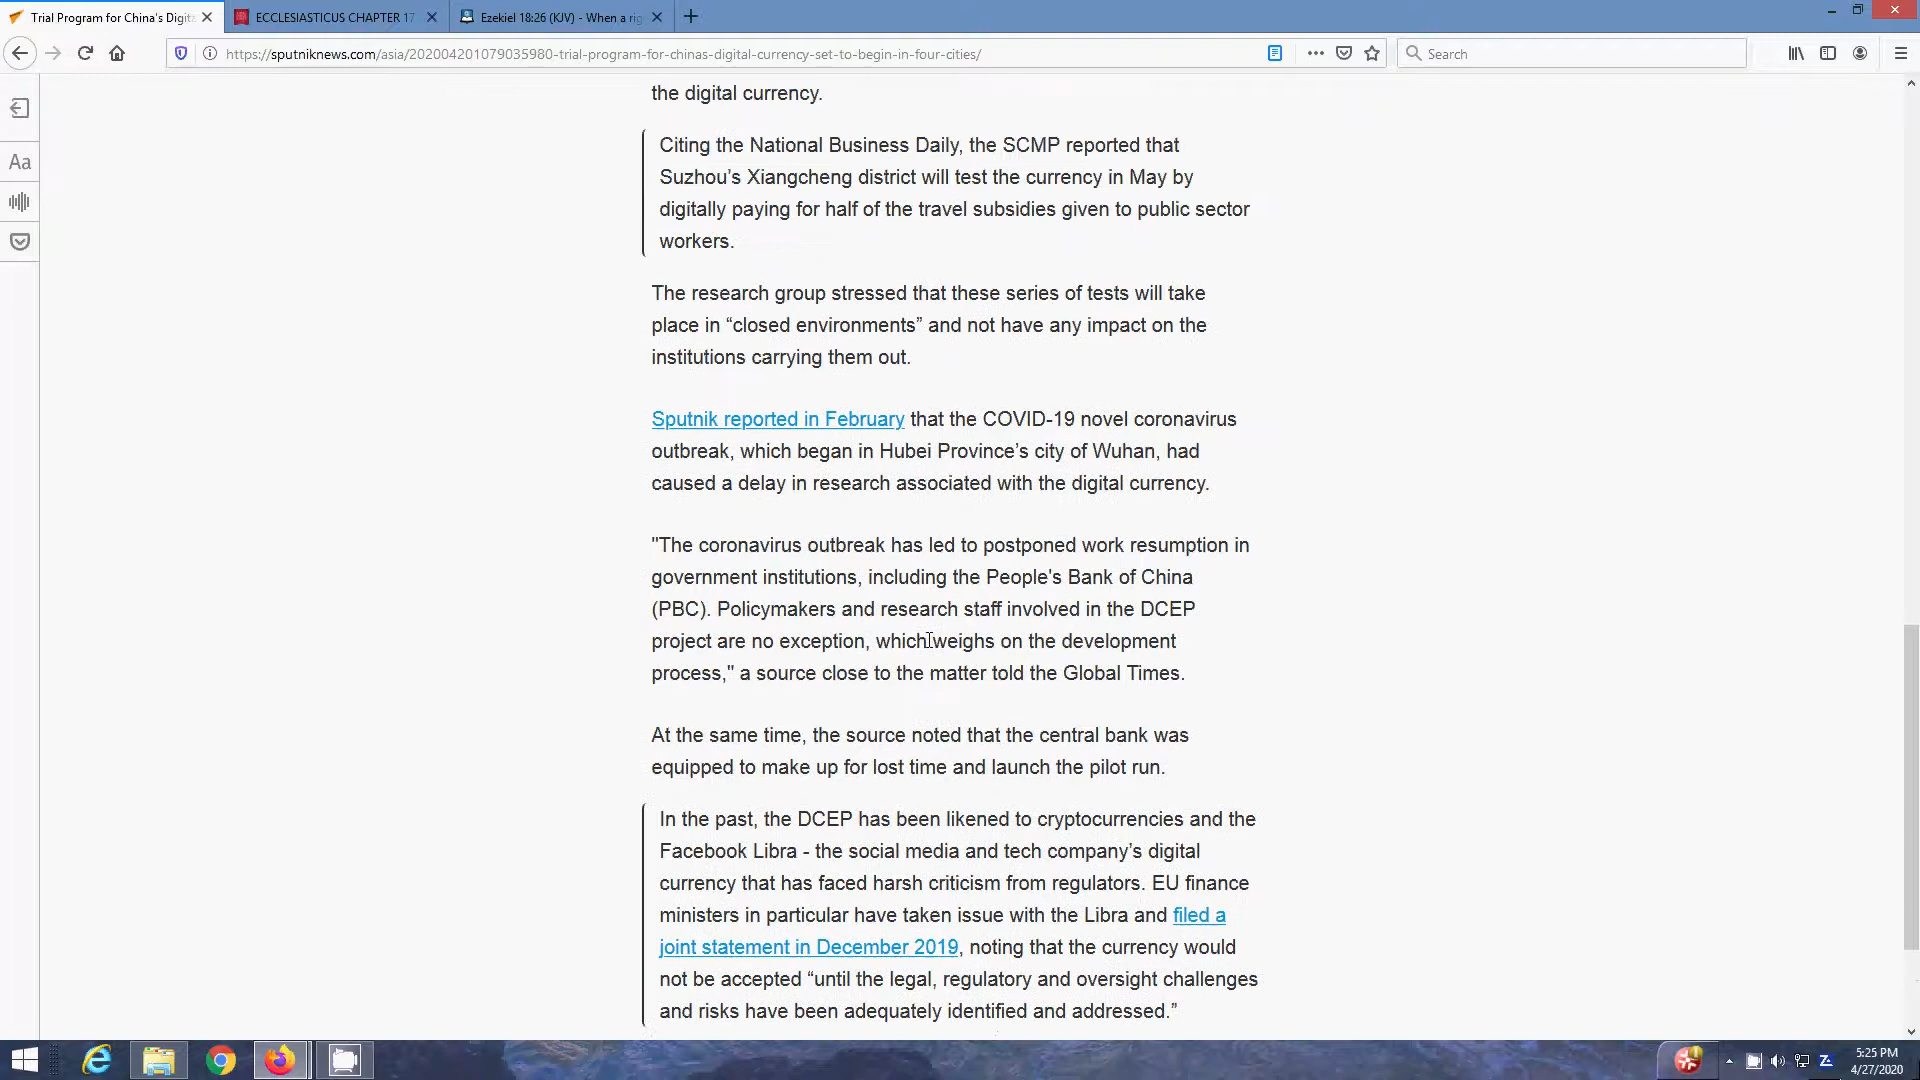 Trial Program for China's Digita
ECCLESIASTICUS CHAPTER 17
Ezekiel 18:26 (KJV) - When a rig
https://sputniknews.com/asia/202004201079035980-trial-program-for-chinas-digital-currency-set-to-begin-in-four-cities/
Search
Aa
the digital currency.
Citing the National Business Daily, the SCMP reported that
Suzhou’s Xiangcheng district will test the currency in May by
digitally paying for half of the travel subsidies given to public sector
workers.
The research group stressed that these series of tests will take
place in “closed environments” and not have any impact on the
institutions carrying them out.
Sputnik reported in February that the COVID-19 novel coronavirus
outbreak, which began in Hubei Province’s city of Wuhan, had
caused a delay in research associated with the digital currency.
"The coronavirus outbreak has led to postponed work resumption in
government institutions, including the People's Bank of China
(PBC). Policymakers and research staff involved in the DCEP
project are no exception, which weighs on the development
process," a source close to the matter told the Global Times.
At the same time, the source noted that the central bank was
equipped to make up for lost time and launch the pilot run.
In the past, the DCEP has been likened to cryptocurrencies and the
Facebook Libra - the social media and tech company’s digital
currency that has faced harsh criticism from regulators. EU finance
ministers in particular have taken issue with the Libra and filed a
joint statement in December 2019, noting that the currency would
not be accepted “until the legal, regulatory and oversight challenges
and risks have been adequately identified and addressed.”
5:25 PM
4/27/2020